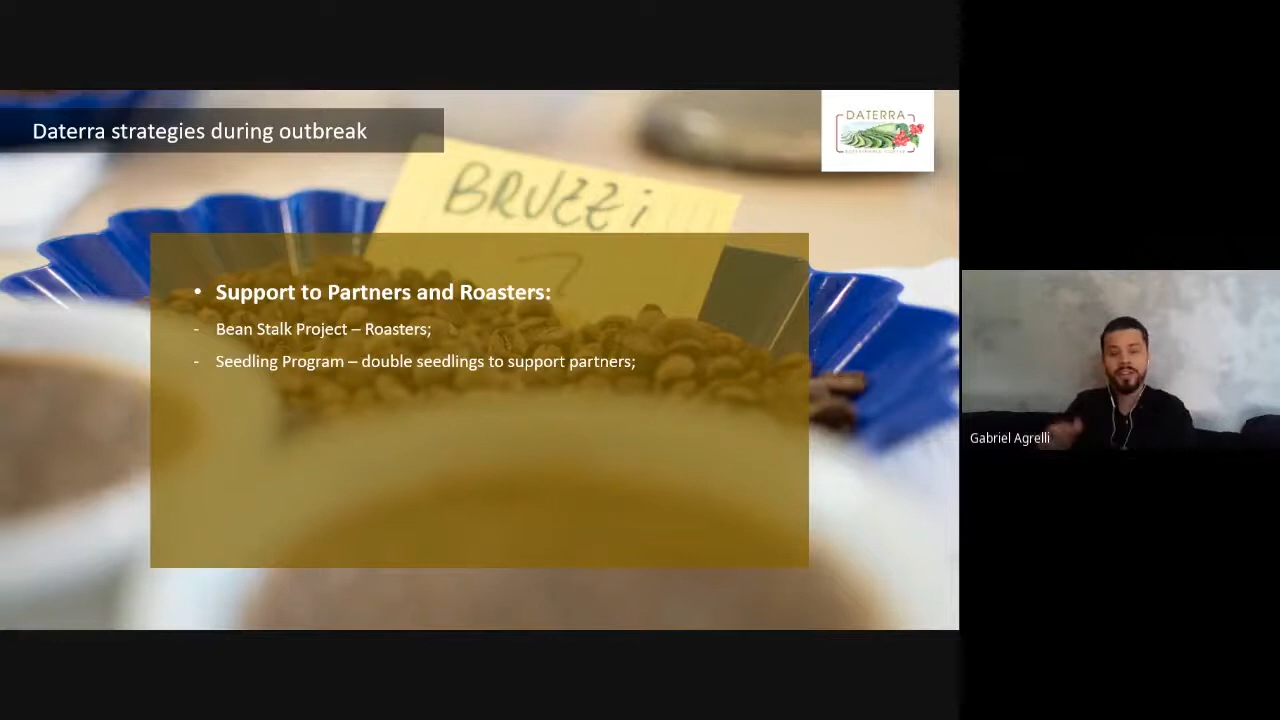 Daterra strategies during outbreak
DATERRA
BRUZZi
• Support to Partners and Roasters:
- Bean Stalk Project – Roasters;
- Seedling Program – double seedlings to support partners;
Gabriel Agrelli